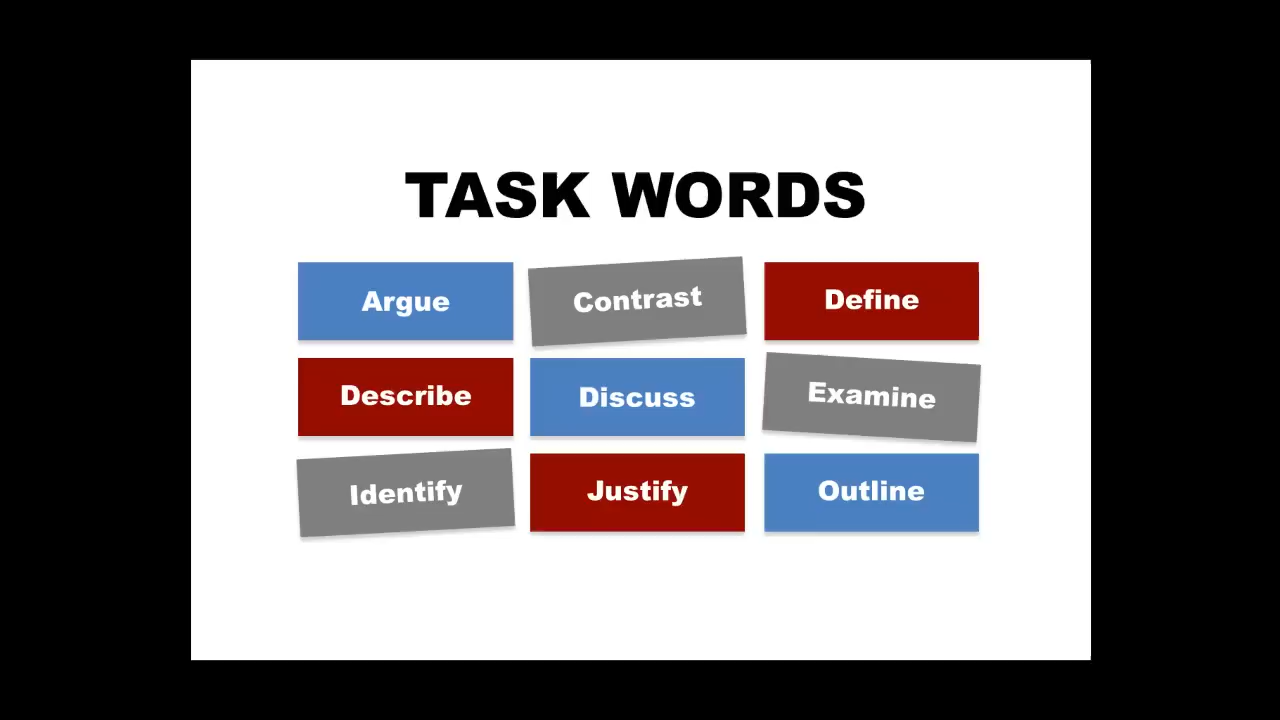 TASK WORDS
Argue
Contrast
Define
Describe
Discuss
Examine
Identify
Justify
Outline